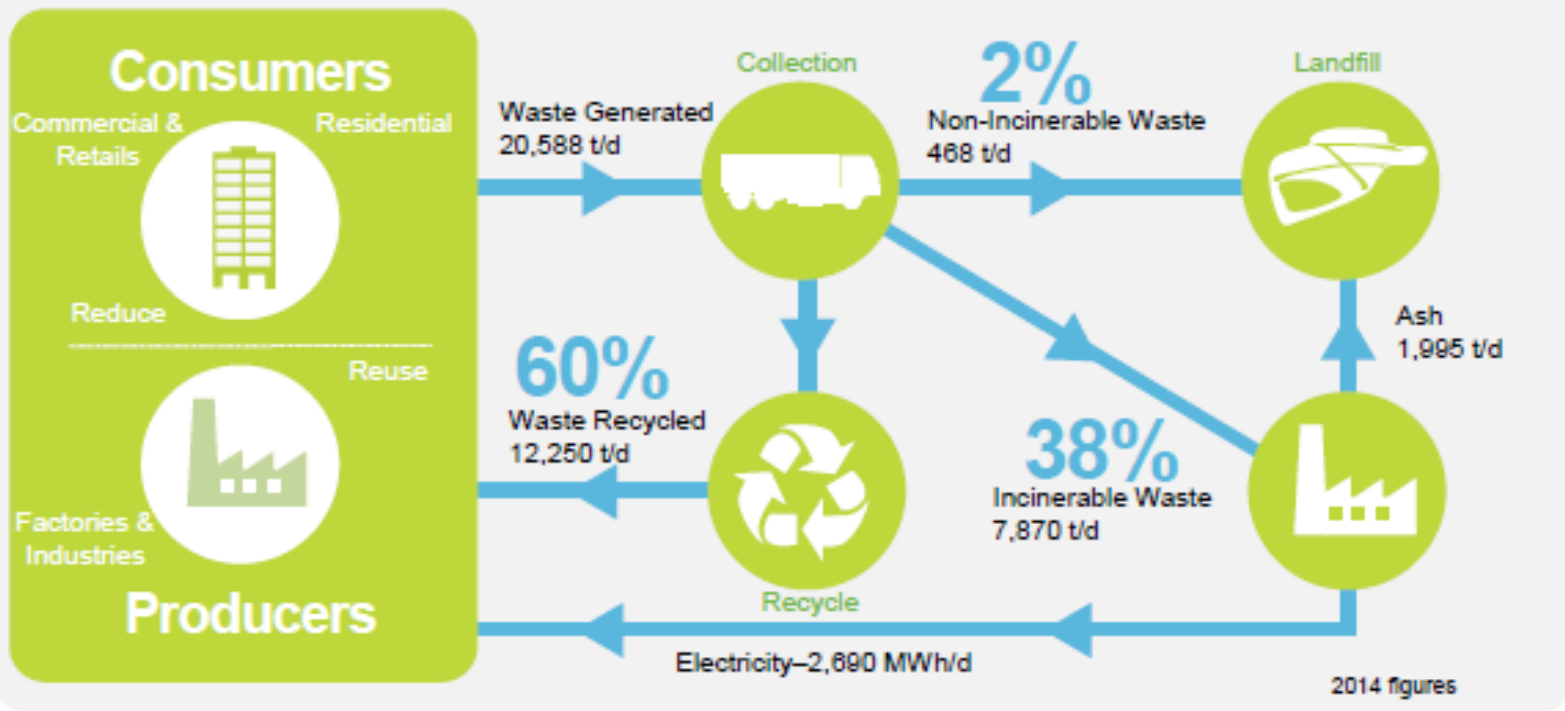 Consumers
Commercial &
Retails
Residential
Reduce
Reuse
Factories &
Industries
Producers
Waste Generated
20,588 t/d
Collection
2%
Non-Incinerable Waste
468 t/d
Landfill
60%
Waste Recycled
12,250 t/d
Recycle
38%
Incinerable Waste
7,870 t/d
Ash
1,995 t/d
Electricity–2,690 MWh/d
2014 figures